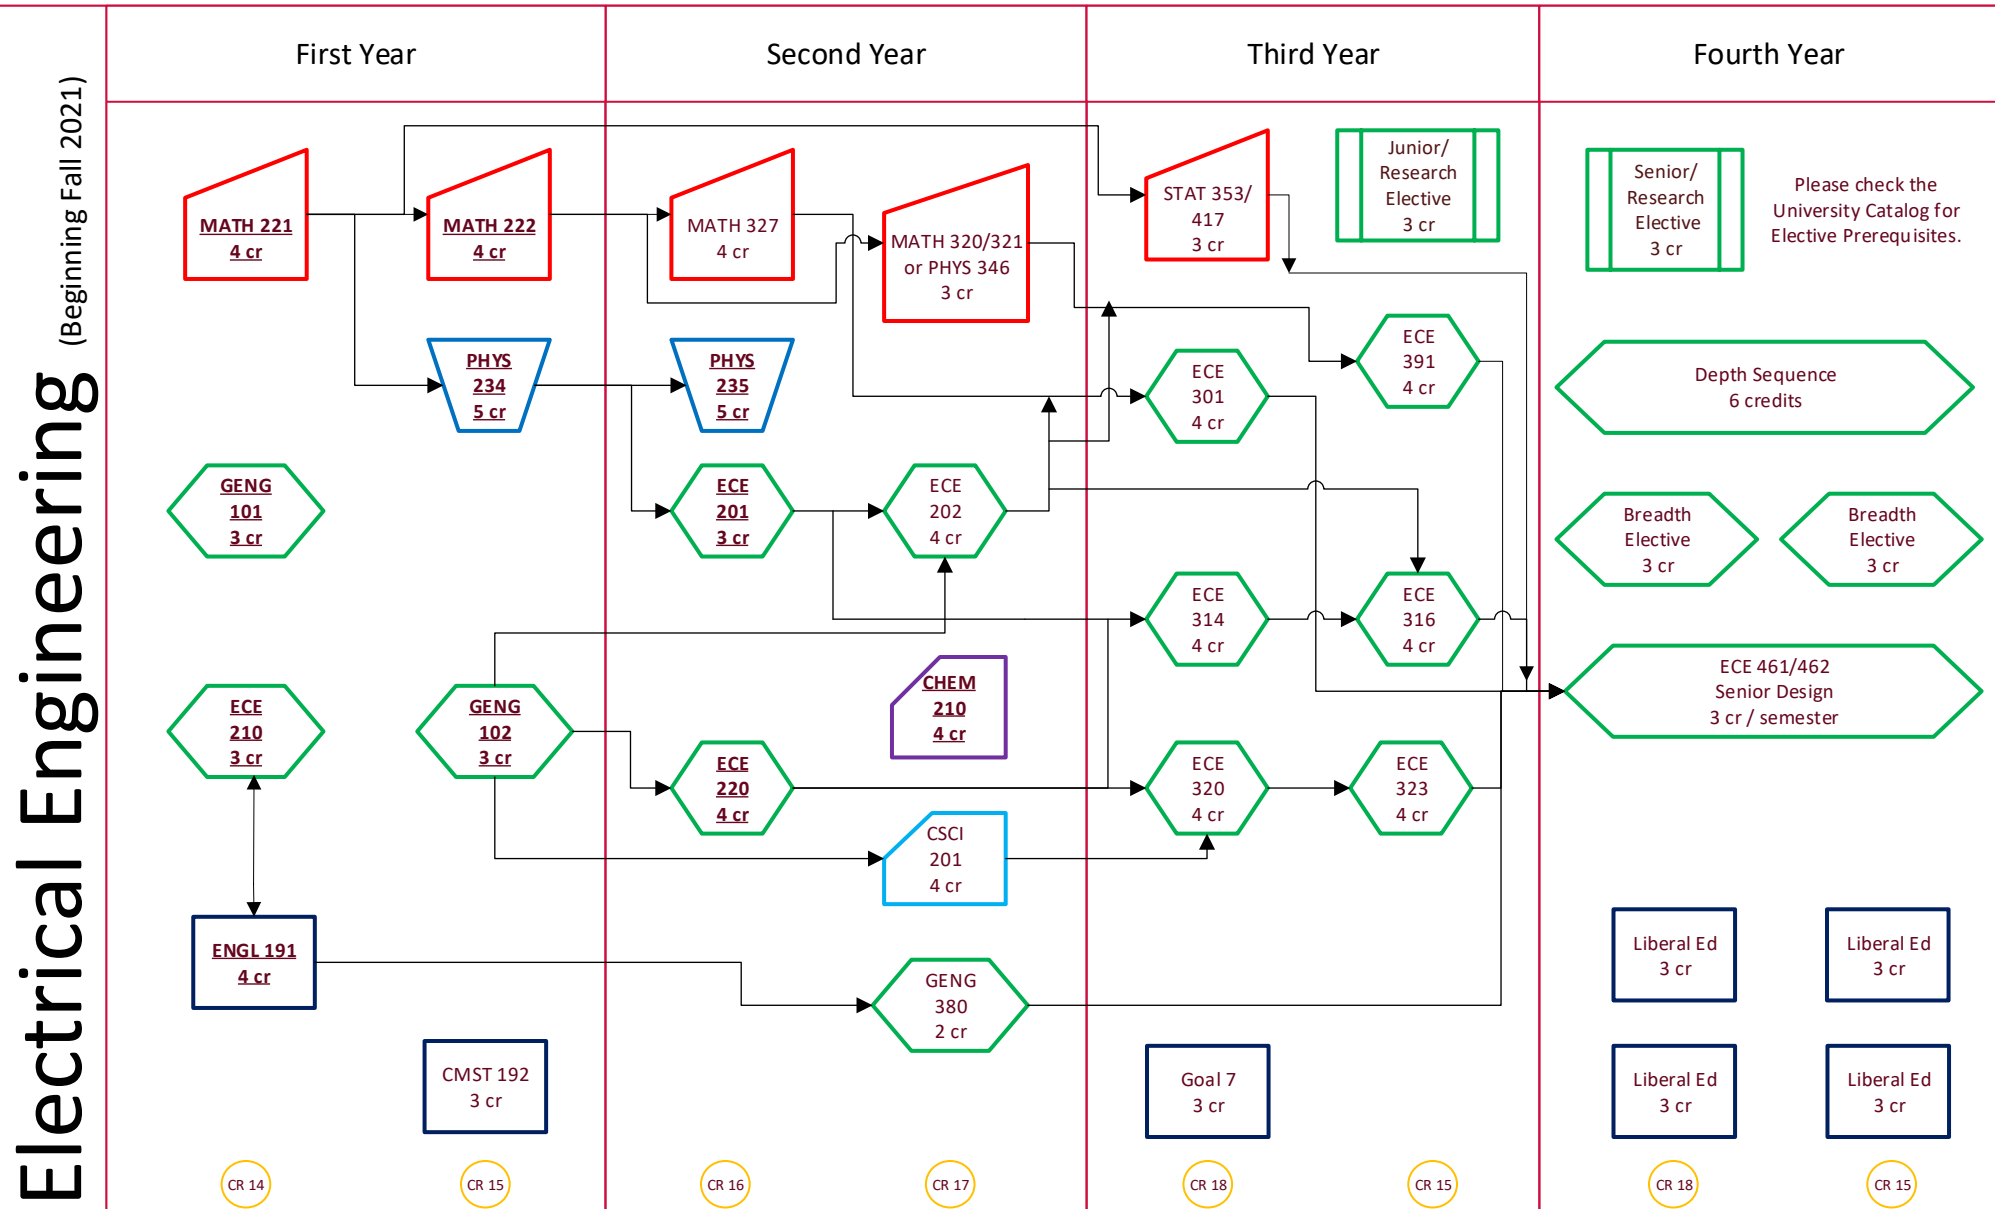 Electrical Engineering (Beginning Fall 2021)
First Year
Second Year
Third Year
Fourth Year
MATH 221
4 cr
GENG
101
3 cr
ECE
210
3 cr
ENGL 191
4 cr
CR 14
MATH 222
4 cr
PHYS
234
5 cr
GENG
102
3 cr
CMST 192
3 cr
CR 15
MATH 327
4 cr
PHYS
235
5 cr
ECE
201
3 cr
ECE
220
4 cr
CR 16
MATH 320/321
or PHYS 346
3 cr
ECE
202
4 cr
CHEM
210
4 cr
CSCI
201
4 cr
GENG
380
2 cr
CR 17
STAT 353/
417
3 cr
ECE
301
4 cr
ECE
314
4 cr
ECE
320
4 cr
Goal 7
3 cr
CR 18
Junior/
Research
Elective
3 cr
ECE
391
4 cr
ECE
316
4 cr
ECE
323
4 cr
CR 15
Senior/
Research
Elective
3 cr
Please check the
University Catalog for
Elective Prerequisites.
Depth Sequence
6 credits
Breadth
Elective
3 cr
Breadth
Elective
3 cr
ECE 461/462
Senior Design
3 cr / semester
Liberal Ed
3 cr
Liberal Ed
3 cr
Liberal Ed
3 cr
Liberal Ed
3 cr
CR 18
CR 15